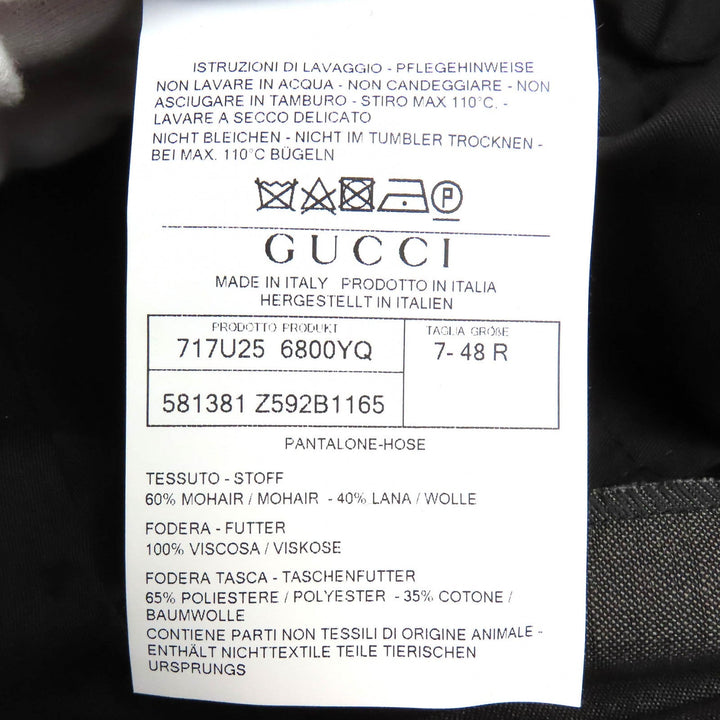 ISTRUZIONI DI LAVAGGIO - PFLEGEHINWEISE
NON LAVARE IN ACQUA - NON CANDEGGIARE - NON
ASCIUGARE IN TAMBURO - STIRO MAX 110°C. -
LAVARE A SECCO DELICATO
NICHT BLEICHEN - NICHT IM TUMBLER TROCKNEN -
BEI MAX. 110°C BÜGELN
P
GUCCI
MADE IN ITALY PRODOTTO IN ITALIA
HERGESTELLT IN ITALIEN
PRODOTTO PRODUKT
717U25 6800YQ
TAGLIA GRÖßE
7- 48 R
581381 Z592B1165
PANTALONE-HOSE
TESSUTO - STOFF
60% MOHAIR / MOHAIR - 40% LANA / WOLLE
FODERA - FUTTER
100% VISCOSA / VISKOSE
FODERA TASCA - TASCHENFUTTER
65% POLIESTERE / POLYESTER - 35% COTONE /
BAUMWOLLE
CONTIENE PARTI NON TESSILI DI ORIGINE ANIMALE -
ENTHÄLT NICHTTEXTILE TEILE TIERISCHEN
URSPRUNGS